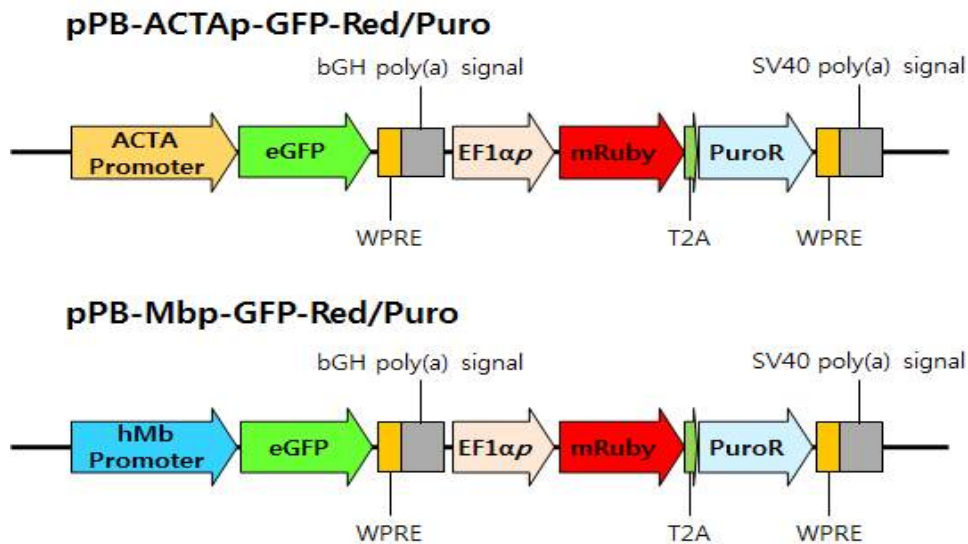 pPB-ACTAp-GFP-Red/Puro
bGH poly(a) signal
SV40 poly(a) signal
ACTA
Promoter
eGFP
EF1αp
mRuby
PuroR
WPRE
T2A
WPRE
pPB-Mbp-GFP-Red/Puro
bGH poly(a) signal
SV40 poly(a) signal
hMb
Promoter
eGFP
EF1αp
mRuby
PuroR
WPRE
T2A
WPRE